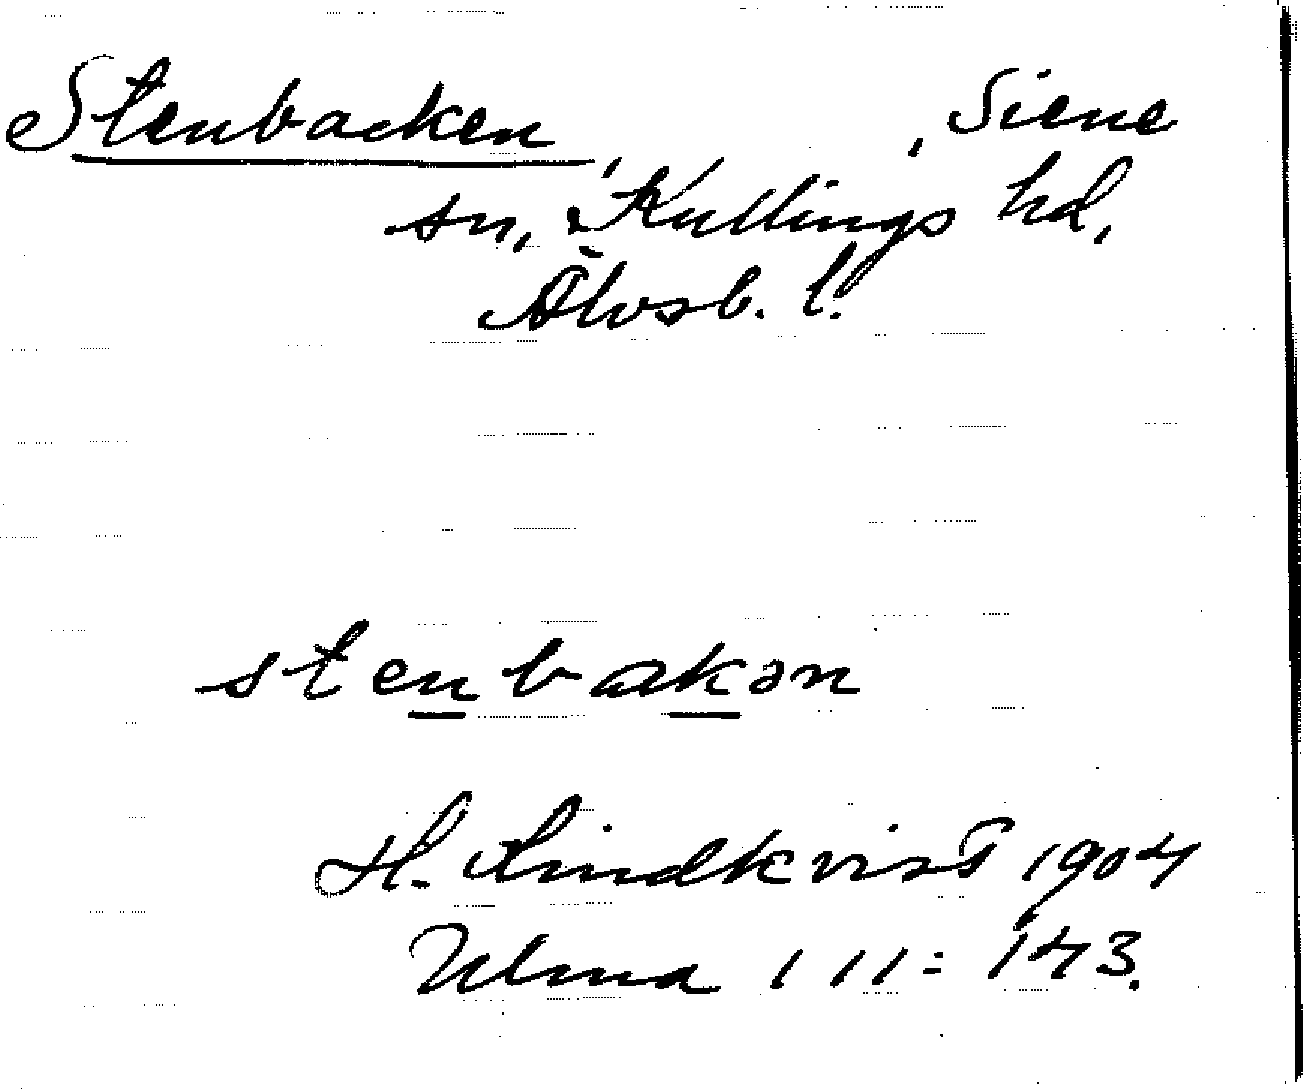 Stenbacken, , Siene
sn, Kullings hd,
Älvsb. l.
stenbakən
H. Lindkvist 1904
Ulma 111:143.